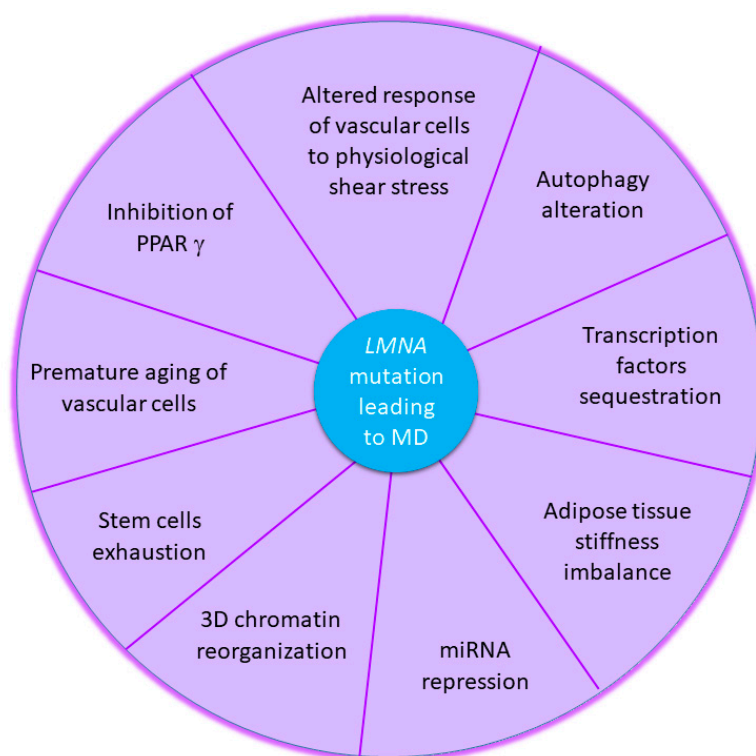 Altered response
of vascular cells
to physiological
shear stress
Autophagy
alteration
Transcription
factors
sequestration
Adipose tissue
stiffness
imbalance
miRNA
repression
3D chromatin
reorganization
Stem cells
exhaustion
Premature aging of
vascular cells
Inhibition of
PPAR γ
LMNA
mutation
leading
to MD